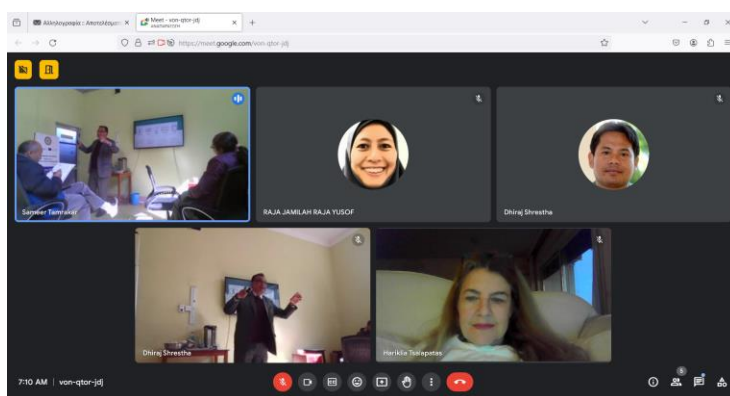 Αλληλογραφία : Αποτελέσματ
Meet - von-qtor-jdj
https://meet.google.com/von-qtor-jdj
Sameer Tamrakar
RAJA JAMILAH RAJA YUSOF
Dhiraj Shrestha
Dhiraj Shrestha
Hariklia Tsalapatas
7:10 AM | von-qtor-jdj
5